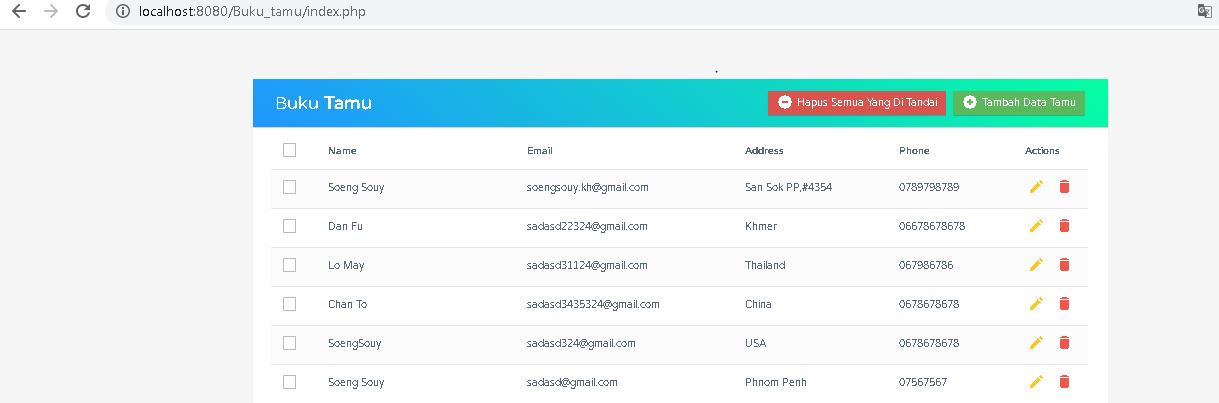 localhost:8080/Buku_tamu/index.php
Buku Tamu Hapus Semua Yang Di Tandai Tambah Data Tamu
Name Email Address Phone Actions
Soeng Souy soengsouy.kh@gmail.com San Sok PP,#4354 0789798789
Dan Fu sadasd22324@gmail.com Khmer 06678678678
Lo May sadasd31124@gmail.com Thailand 067986786
Chan To sadasd3435324@gmail.com China 0678678678
SoengSouy sadasd324@gmail.com USA 0678678678
Soeng Souy sadasd@gmail.com Phnom Penh 07567567